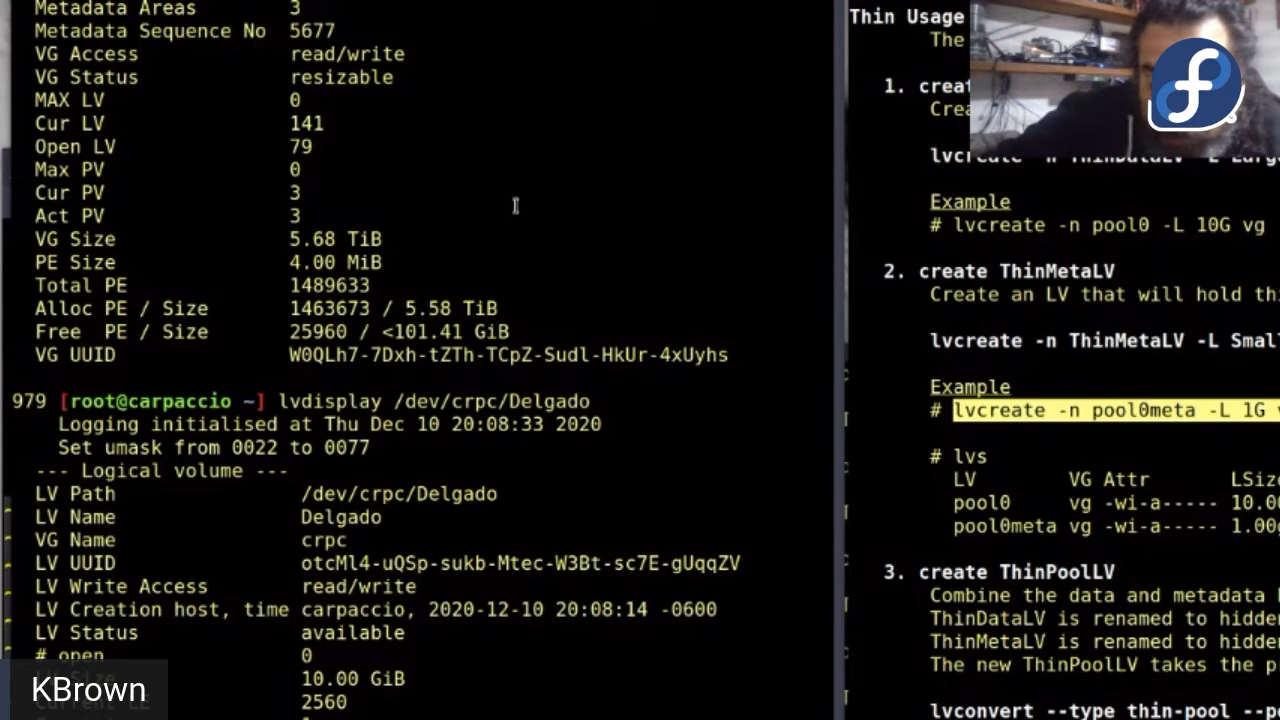 Metadata Areas 3
Metadata Sequence No 5677
VG Access read/write
VG Status resizable
MAX LV 0
Cur LV 141
Open LV 79
Max PV 0
Cur PV 3
Act PV 3
VG Size 5.68 TiB
PE Size 4.00 MiB
Total PE 1489633
Alloc PE / Size 1463673 / 5.58 TiB
Free PE / Size 25960 / <101.41 GiB
VG UUID W0QLh7-7Dxh-tZTh-TCpZ-Sudl-HkUr-4xUyhs
979 [root@carpaccio ~] lvdisplay /dev/crpc/Delgado
Logging initialised at Thu Dec 10 20:08:33 2020
Set umask from 0022 to 0077
--- Logical volume ---
LV Path /dev/crpc/Delgado
LV Name Delgado
VG Name crpc
LV UUID otcMl4-uQSp-sukb-Mtec-W3Bt-sc7E-gUqqZV
LV Write Access read/write
LV Creation host, time carpaccio, 2020-12-10 20:08:14 -0600
LV Status available
# open 0
Size 10.00 GiB
2560
KBrown
Thin Usage
The
1. creat
Crea
lvcreate -n ThinDataLV -L Larg
Example
# lvcreate -n pool0 -L 10G vg
2. create ThinMetaLV
Create an LV that will hold th
lvcreate -n ThinMetaLV -L Smal
Example
# lvcreate -n pool0meta -L 1G v
# lvs
LV VG Attr LSize
pool0 vg -wi-a----- 10.00
pool0meta vg -wi-a----- 1.00
3. create ThinPoolLV
Combine the data and metadata
ThinDataLV is renamed to hidde
ThinMetaLV is renamed to hidde
The new ThinPoolLV takes the p
lvconvert --type thin-pool --po